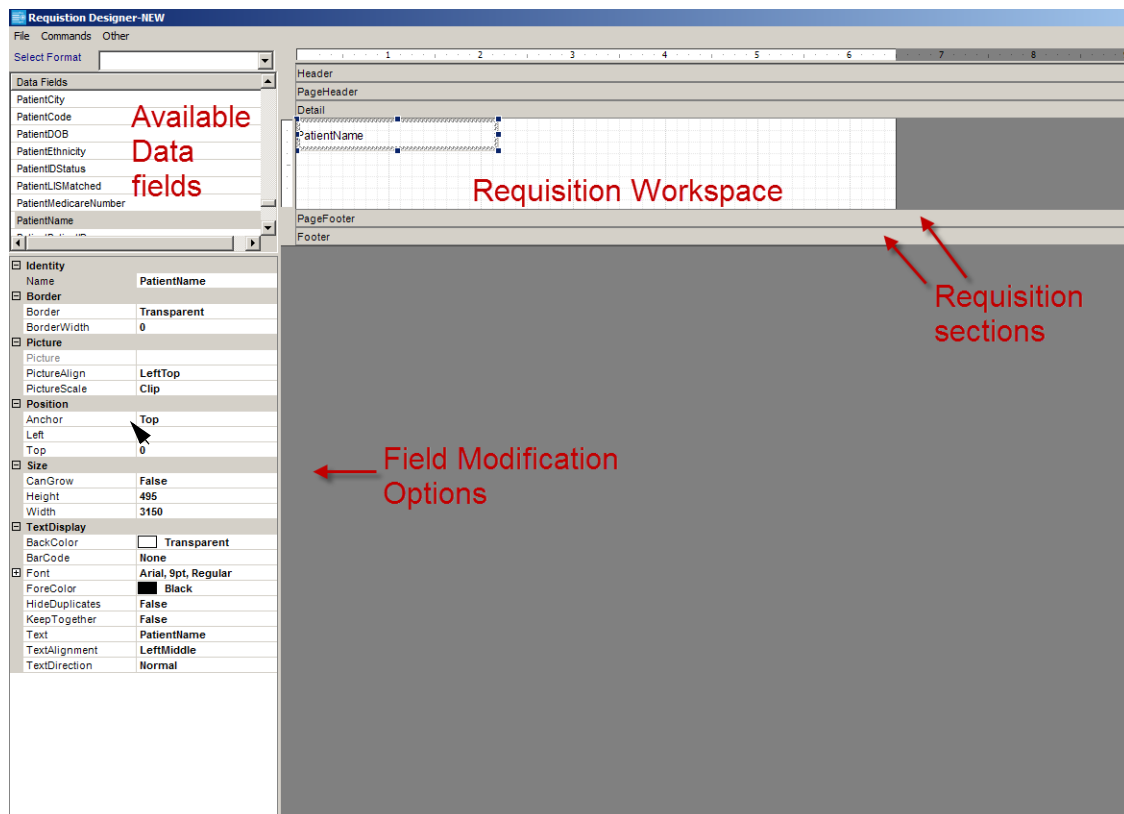 Requistion Designer-NEW
File Commands Other
Select Format
Data Fields
PatientCity
PatientCode
PatientDOB
PatientEthnicity
PatientIDStatus
PatientLISMatched
PatientMedicareNumber
PatientName
Available
Data
fields
1 2 3 4 5 6 7 8
Header
PageHeader
Detail
PatientName
Requisition Workspace
PageFooter
Footer
Requisition
sections
Identity
Name PatientName
Border
Border Transparent
BorderWidth 0
Picture
Picture
PictureAlign LeftTop
PictureScale Clip
Position
Anchor Top
Left
Top 0
Size
CanGrow False
Height 495
Width 3150
TextDisplay
BackColor Transparent
BarCode None
Font Arial, 9pt, Regular
ForeColor Black
HideDuplicates False
KeepTogether False
Text PatientName
TextAlignment LeftMiddle
TextDirection Normal
Field Modification
Options